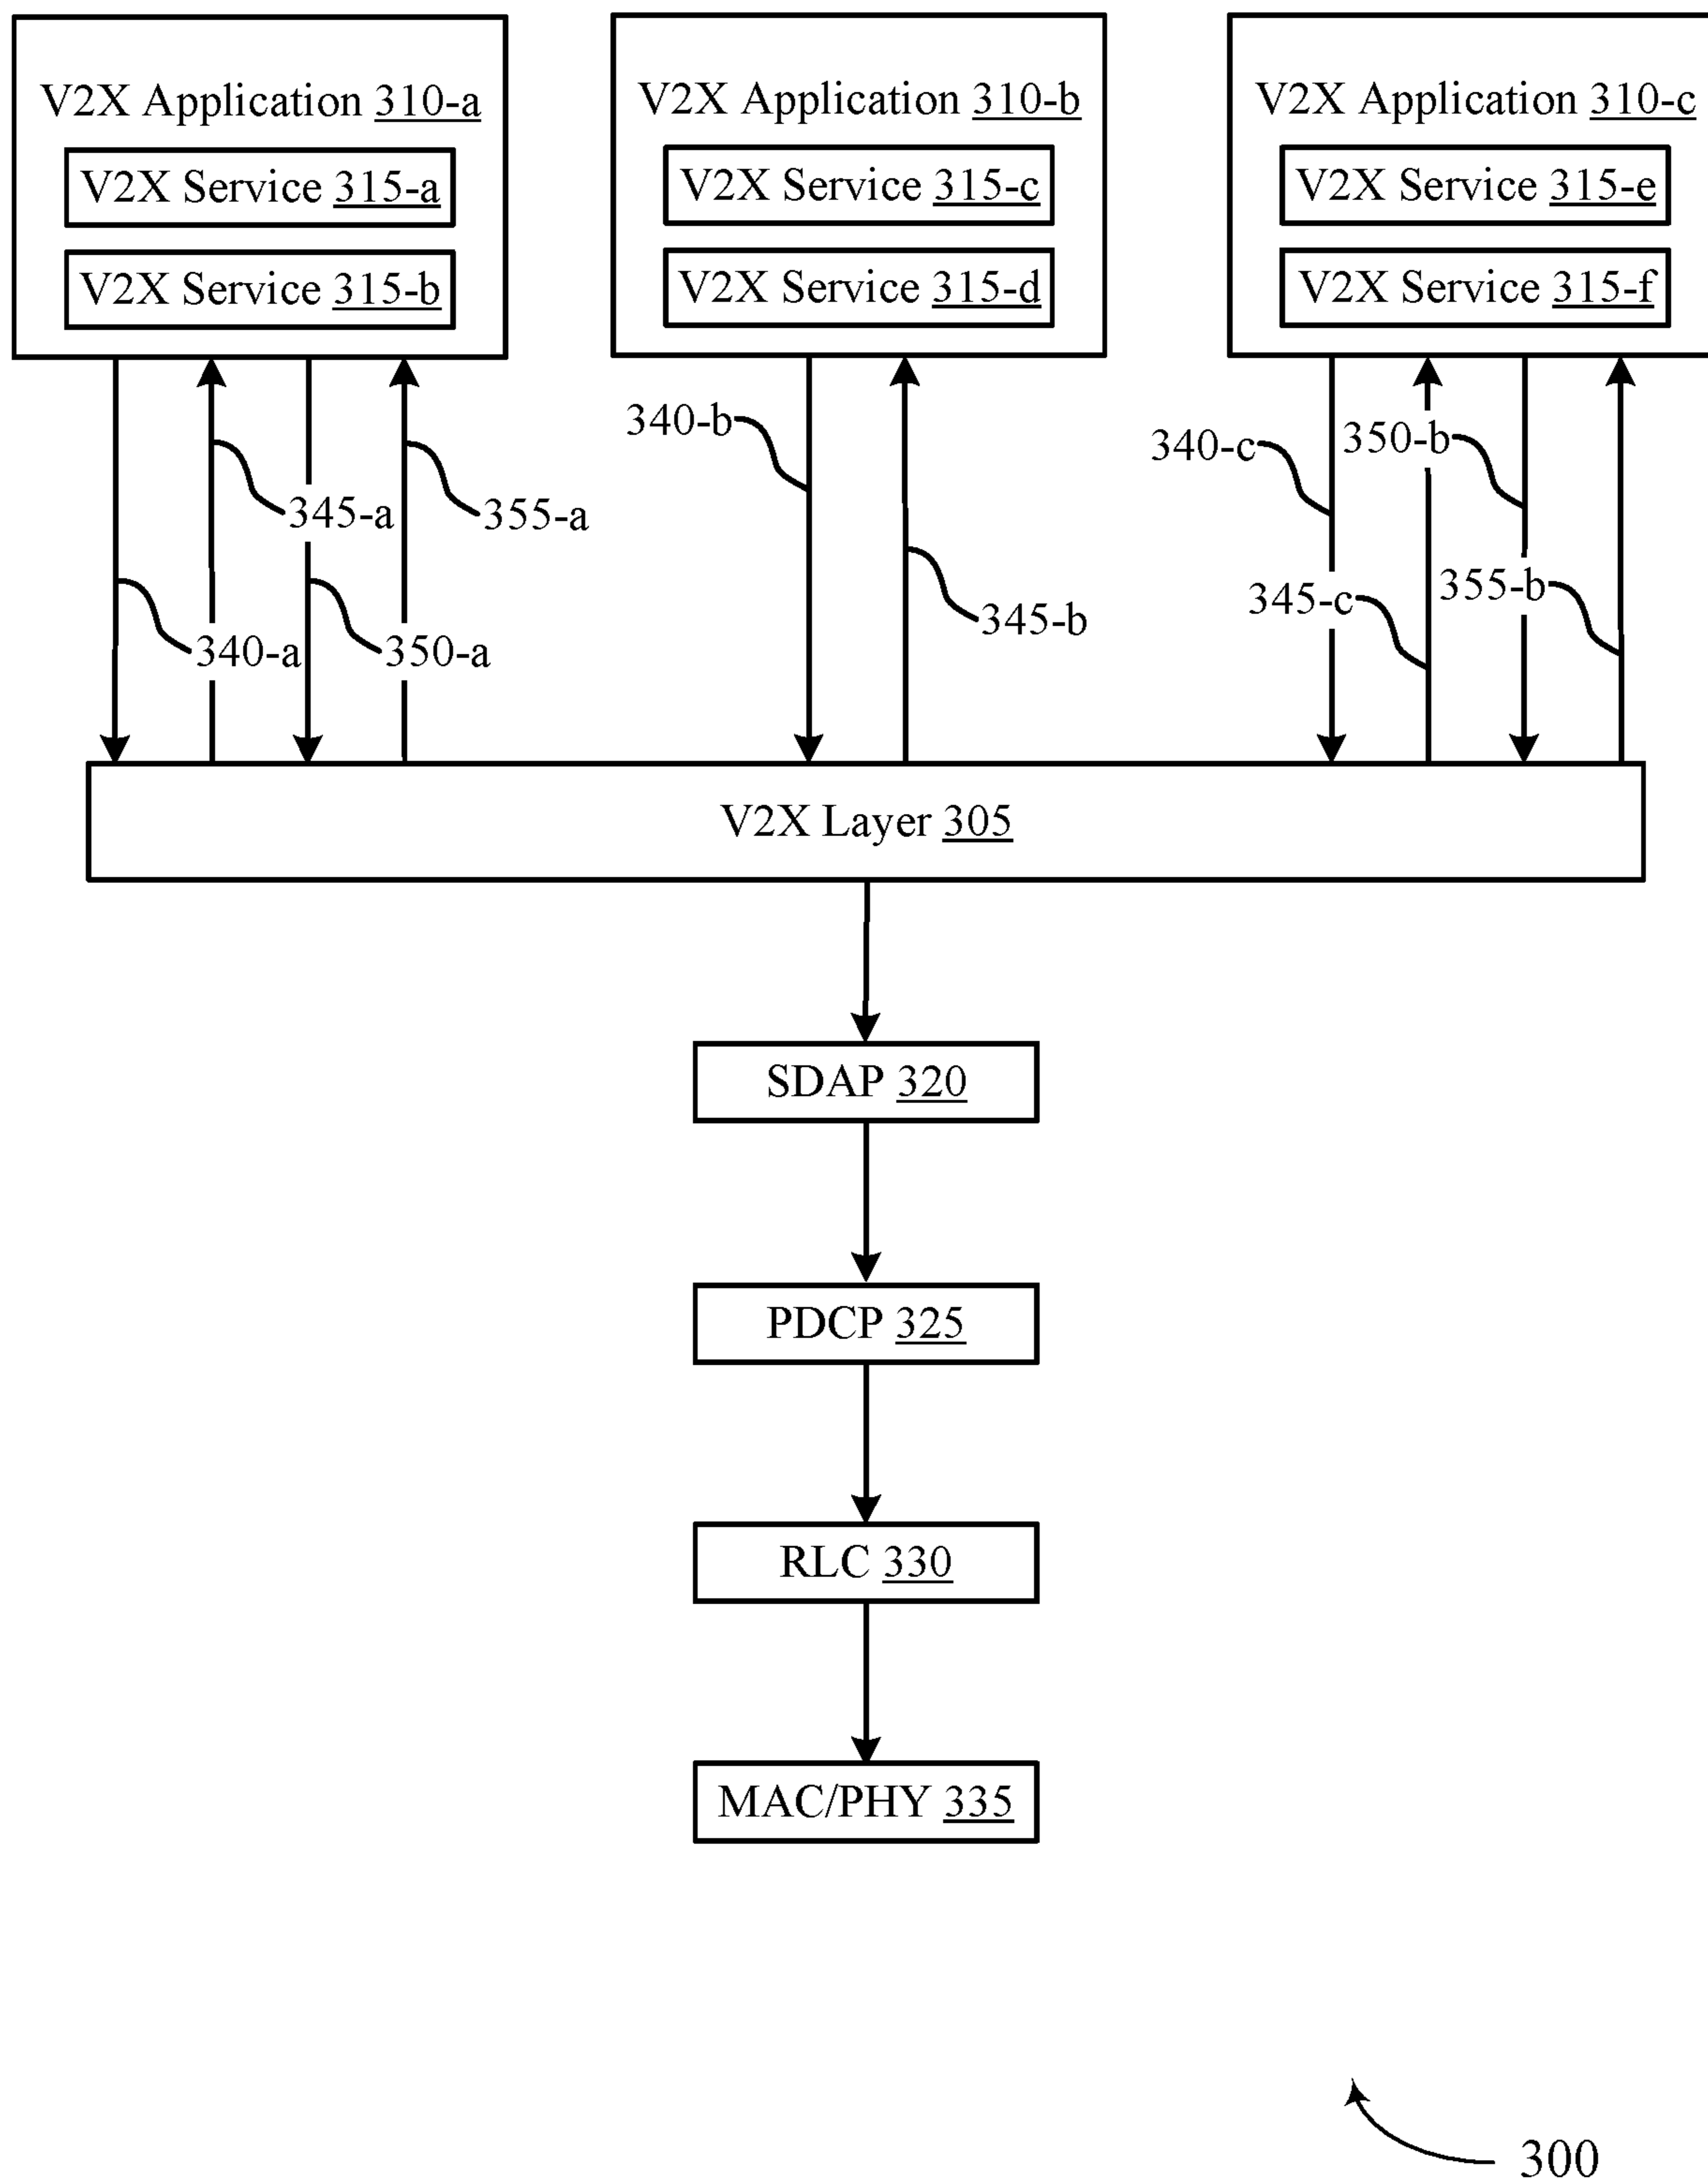 V2X Application 310-a
V2X Service 315-a
V2X Service 315-b
V2X Application 310-b
V2X Service 315-c
V2X Service 315-d
V2X Application 310-c
V2X Service 315-e
V2X Service 315-f
345-a
355-a
340-a
350-a
340-b
345-b
340-c
350-b
345-c
355-b
V2X Layer 305
SDAP 320
PDCP 325
RLC 330
MAC/PHY 335
300